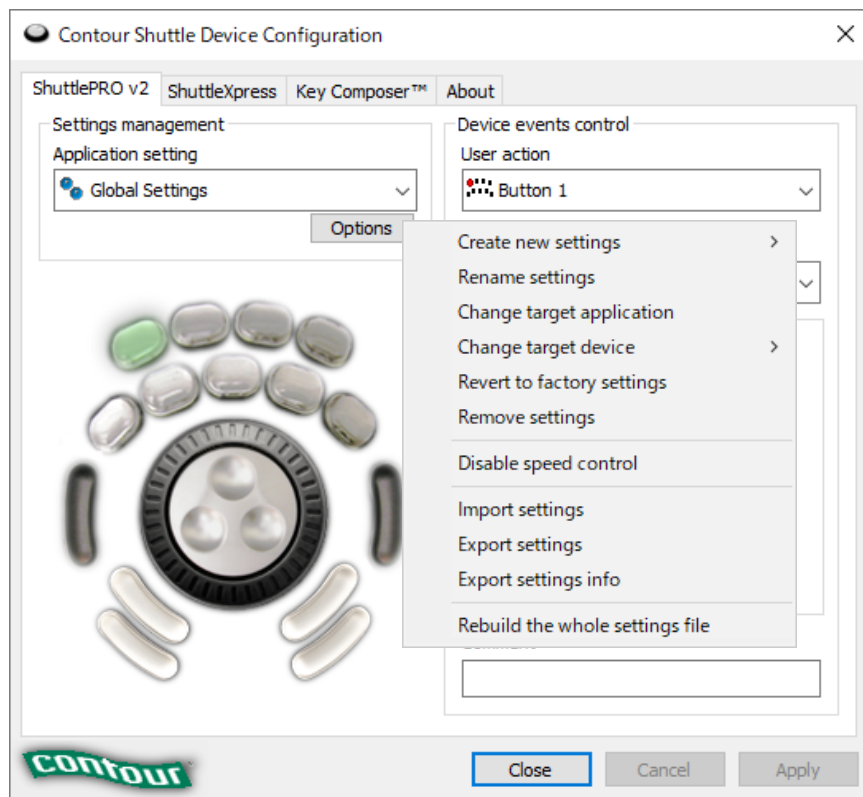 Contour Shuttle Device Configuration
ShuttlePRO v2 ShuttleXpress Key Composer™ About
Settings management
Application setting
Global Settings
Options
Device events control
User action
Button 1
Create new settings
Rename settings
Change target application
Change target device
Revert to factory settings
Remove settings
Disable speed control
Import settings
Export settings
Export settings info
Rebuild the whole settings file
contour
Close Cancel Apply